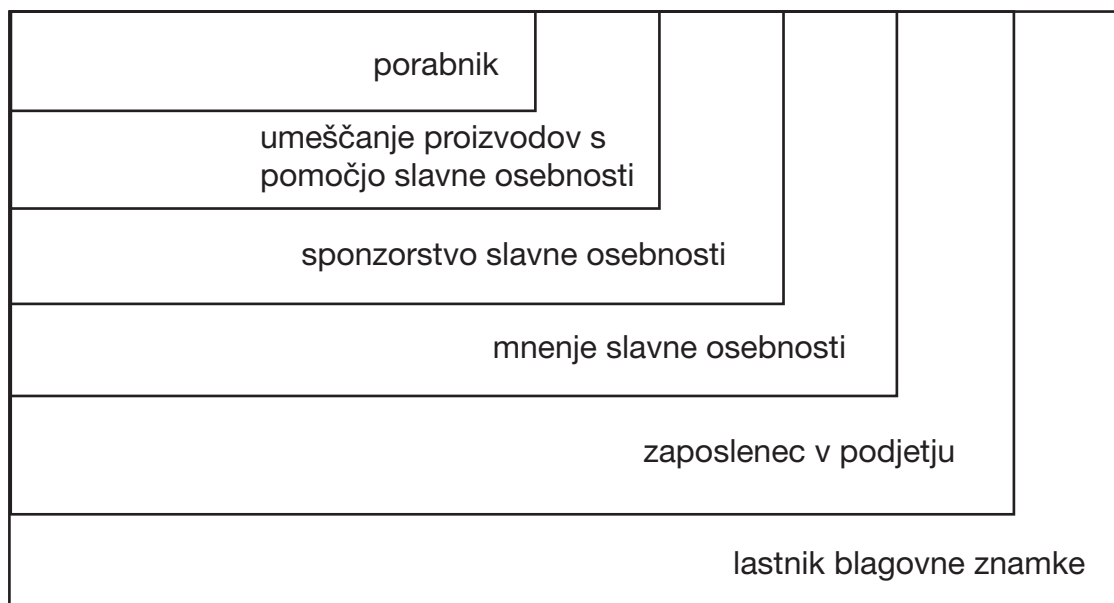 porabnik
umeščanje proizvodov s
pomočjo slavne osebnosti
sponzorstvo slavne osebnosti
mnenje slavne osebnosti
zaposlenec v podjetju
lastnik blagovne znamke